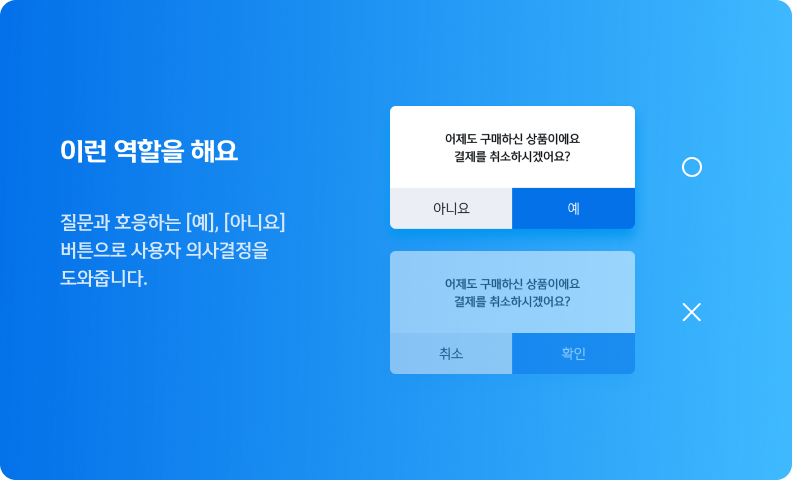 이런 역할을 해요
질문과 호응하는 [예], [아니요]
버튼으로 사용자 의사결정을
도와줍니다.
어제도 구매하신 상품이에요
결제를 취소하시겠어요?
아니요
예
어제도 구매하신 상품이에요
결제를 취소하시겠어요?
취소
확인